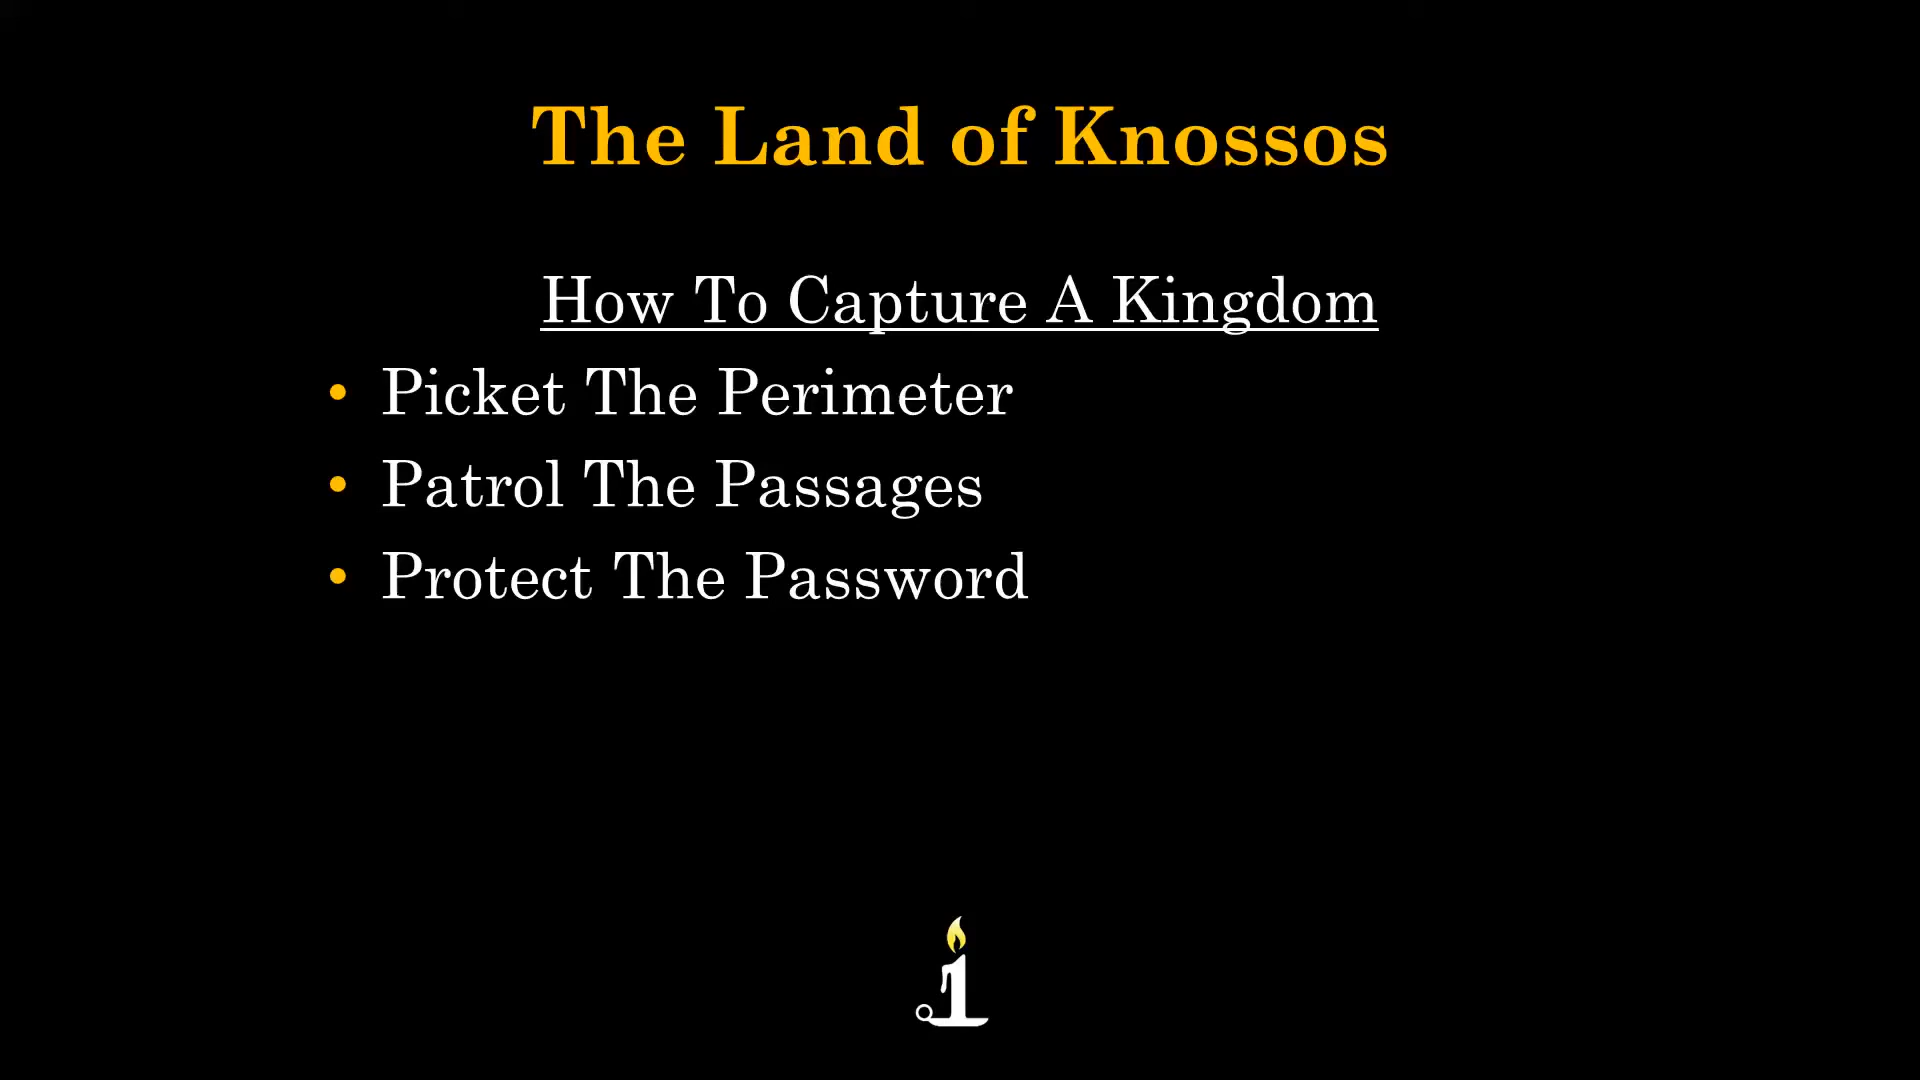 The Land of Knossos
How To Capture A Kingdom
• Picket The Perimeter
• Patrol The Passages
• Protect The Password